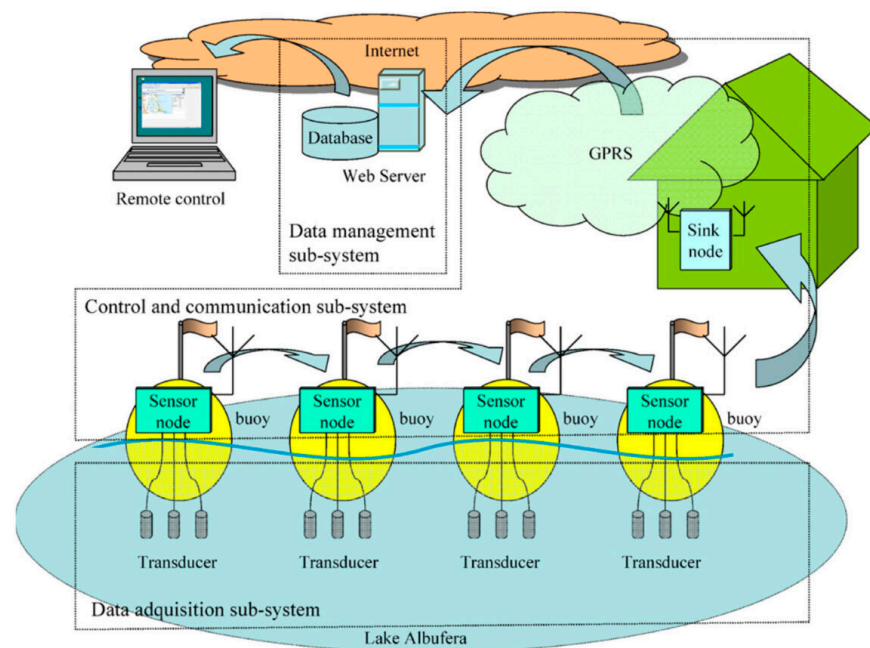 Internet
Database
Web Server
Remote control
GPRS
Sink
node
Data management
sub-system
Control and communication sub-system
Sensor
node
buoy
Sensor
node
buoy
Sensor
node
buoy
Sensor
node
buoy
Transducer
Transducer
Transducer
Transducer
Data adquisition sub-system
Lake Albufera